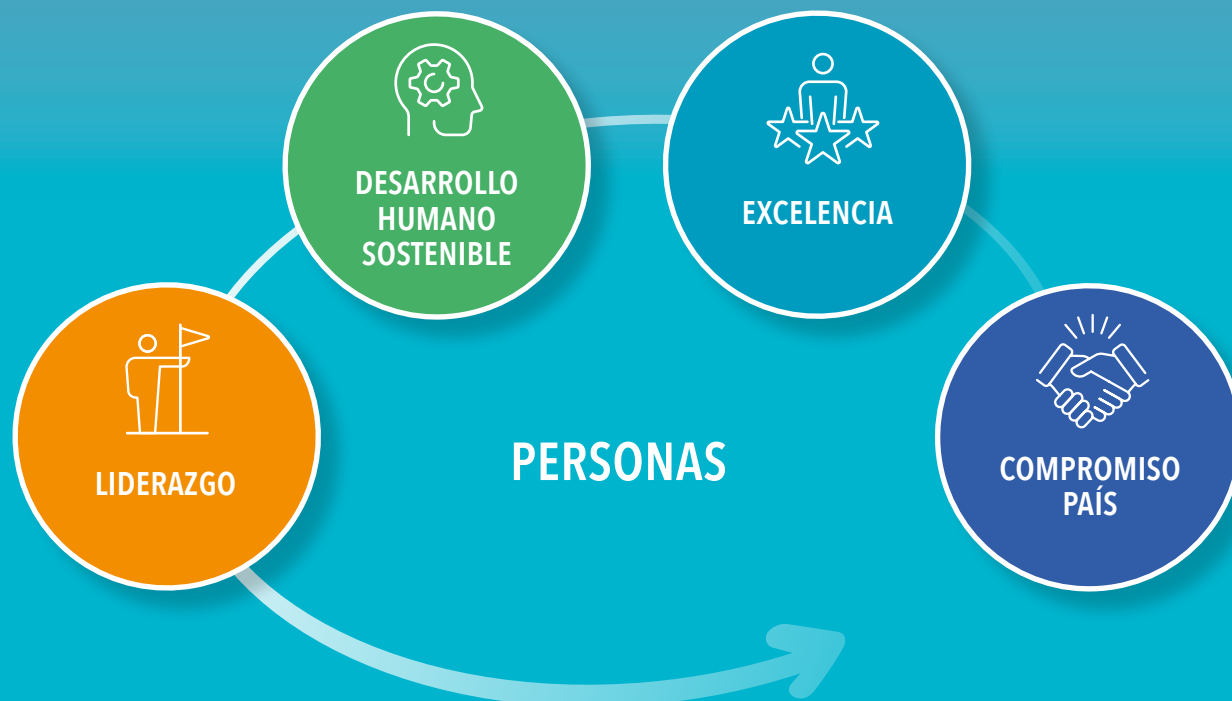 DESARROLLO
HUMANO
SOSTENIBLE
EXCELENCIA
LIDERAZGO
PERSONAS
COMPROMISO
PAÍS